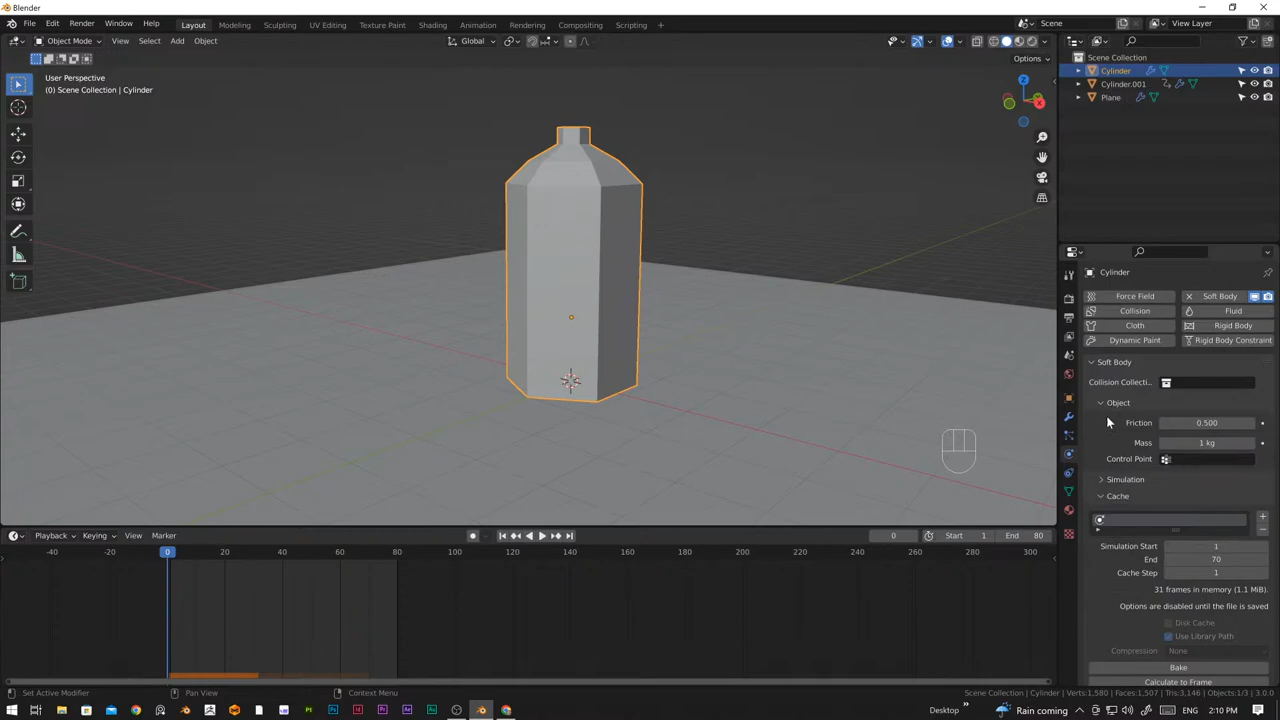 Blender
File Edit Render Window Help Layout Modeling Sculpting UV Editing Texture Paint Shading Animation Rendering Compositing Scripting Scene View Layer
Object Mode View Select Add Object Global
Options
User Perspective
(0) Scene Collection | Cylinder
Scene Collection
Cylinder
Cylinder.001
Plane
Cylinder
Force Field Soft Body
Collision Fluid
Cloth Rigid Body
Dynamic Paint Rigid Body Constraint
Soft Body
Collision Collecti...
Object
Friction 0.500
Mass 1 kg
Control Point
Simulation
Cache
Simulation Start 1
End 70
Cache Step 1
31 frames in memory (1.1 MiB)
Options are disabled until the file is saved
Disk Cache
Use Library Path
Compression None
Bake
Calculate to Frame
Playback Keying View Marker 0 Start 1 End 80
-40 -20 0 20 40 60 80 100 120 140 160 180 200 220 240 260 280 300
Set Active Modifier Pan View Context Menu Scene Collection | Cylinder | Verts:1,580 | Faces:1,507 | Tris:3,146 | Objects:1/3 | 3.0.0
Desktop Rain coming ENG 2:10 PM